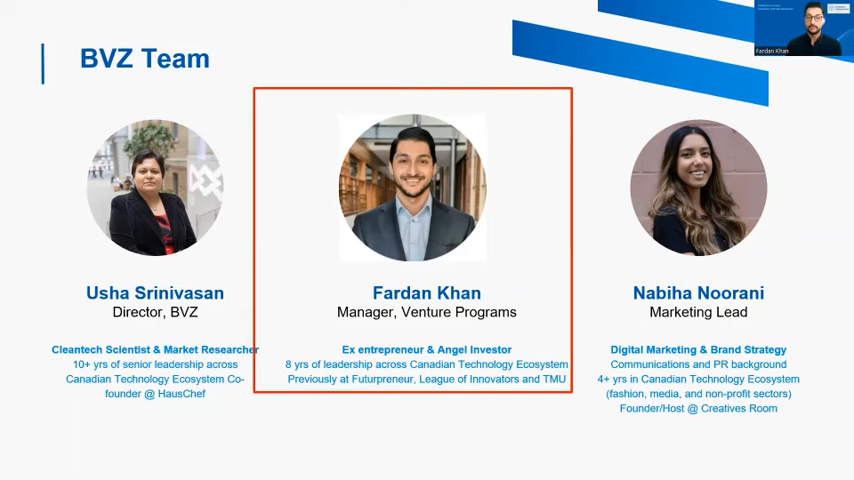 BVZ Team
Fardan Khan
Usha Srinivasan
Director, BVZ
Cleantech Scientist & Market Researcher
10+ yrs of senior leadership across
Canadian Technology Ecosystem Co-
founder @ HausChef
Fardan Khan
Manager, Venture Programs
Ex entrepreneur & Angel Investor
8 yrs of leadership across Canadian Technology Ecosystem
Previously at Futurpreneur, League of Innovators and TMU
Nabiha Noorani
Marketing Lead
Digital Marketing & Brand Strategy
Communications and PR background
4+ yrs in Canadian Technology Ecosystem
(fashion, media, and non-profit sectors)
Founder/Host @ Creatives Room